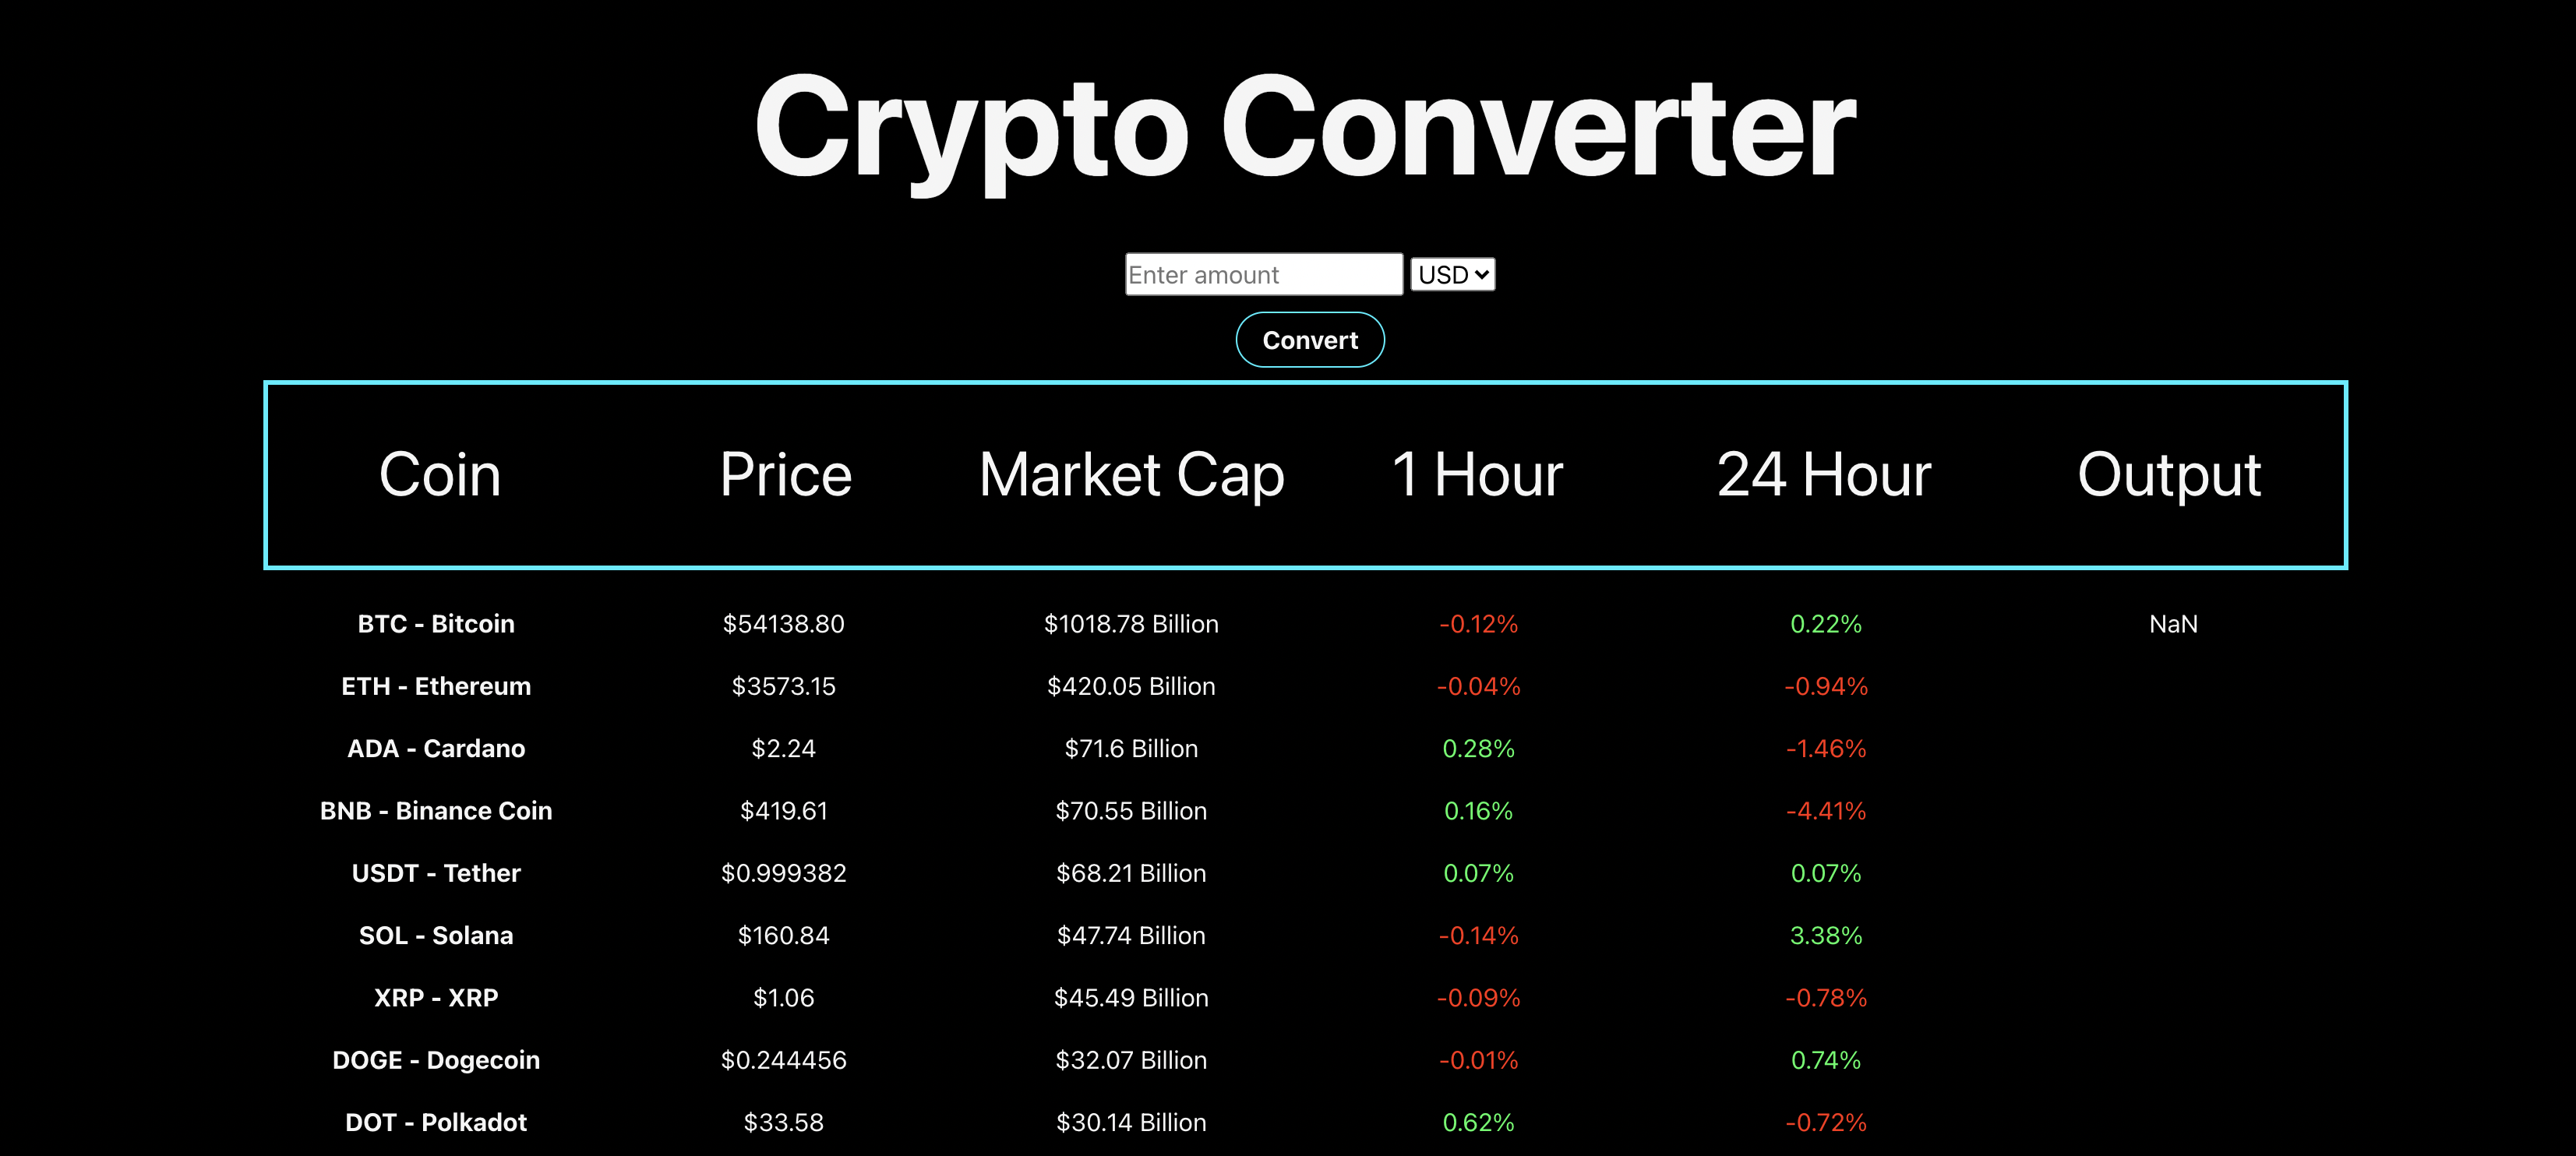 Crypto Converter
Enter amount USD
Convert
Coin Price Market Cap 1 Hour 24 Hour Output
BTC - Bitcoin $54138.80 $1018.78 Billion -0.12% 0.22% NaN
ETH - Ethereum $3573.15 $420.05 Billion -0.04% -0.94%
ADA - Cardano $2.24 $71.6 Billion 0.28% -1.46%
BNB - Binance Coin $419.61 $70.55 Billion 0.16% -4.41%
USDT - Tether $0.999382 $68.21 Billion 0.07% 0.07%
SOL - Solana $160.84 $47.74 Billion -0.14% 3.38%
XRP - XRP $1.06 $45.49 Billion -0.09% -0.78%
DOGE - Dogecoin $0.244456 $32.07 Billion -0.01% 0.74%
DOT - Polkadot $33.58 $30.14 Billion 0.62% -0.72%